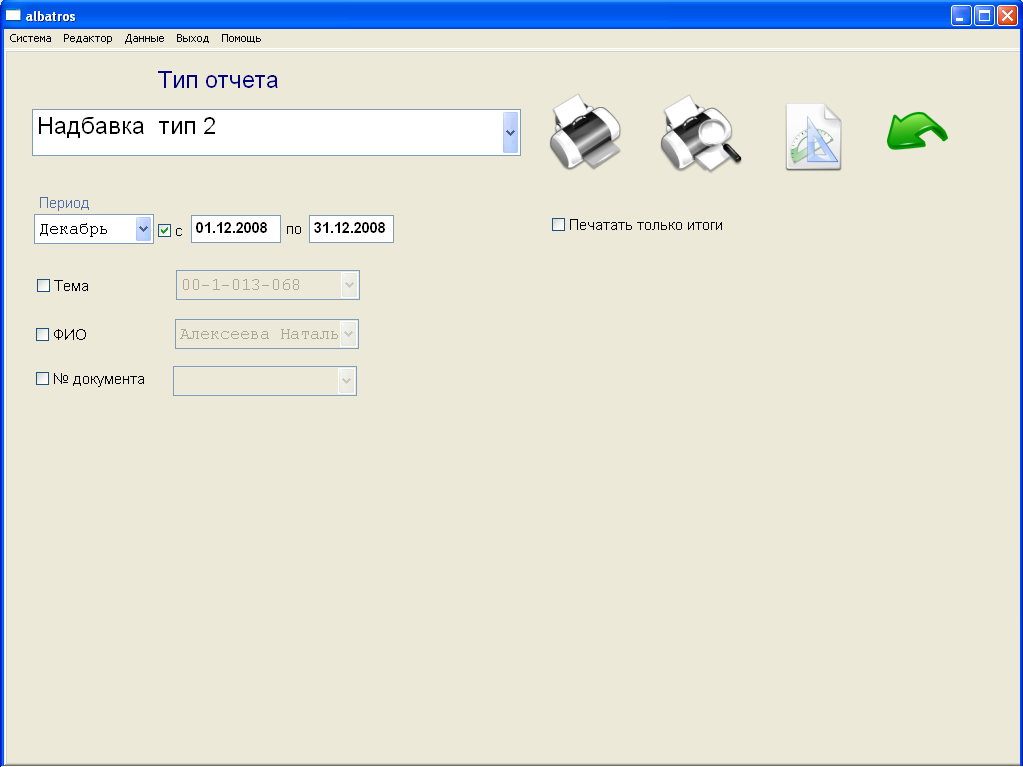 albatros
Система Редактор Данные Выход Помощь
Тип отчета
Надбавка тип 2
Период
Декабрь с 01.12.2008 по 31.12.2008
Печатать только итоги
Тема 00-1-013-068
ФИО Алексеева Наталь
№ документа